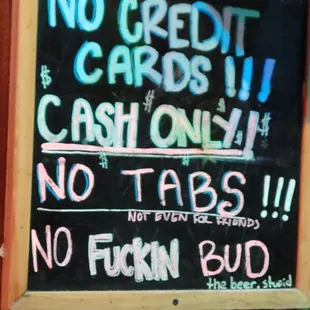 NO CREDIT
CARDS !!!
$ $
CASH ONLY! $
$ $
NO TABS !!!
NOT EVEN FOR FRIENDS
NO FUCKIN BUD
the beer, stupid